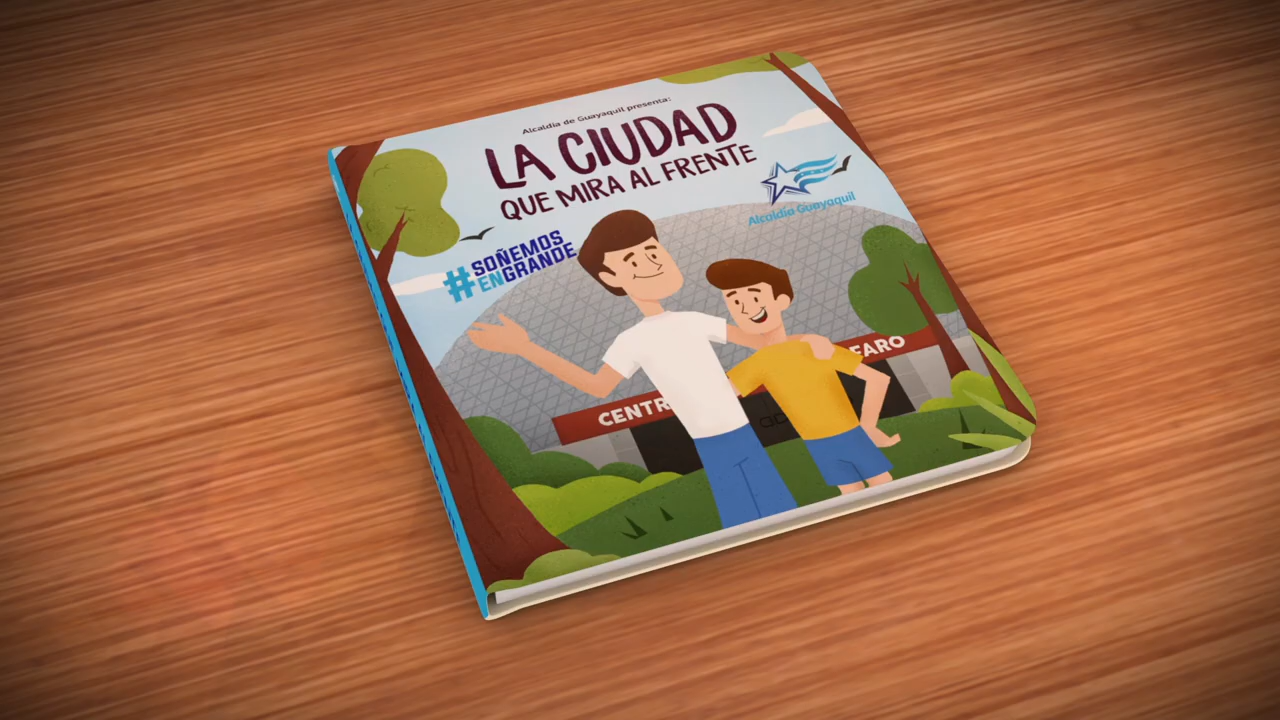 Alcaldía de Guayaquil presenta:
LA CIUDAD
QUE MIRA AL FRENTE
Alcaldía Guayaquil
#SOÑEMOS
ENGRANDE
FARO
CENTR